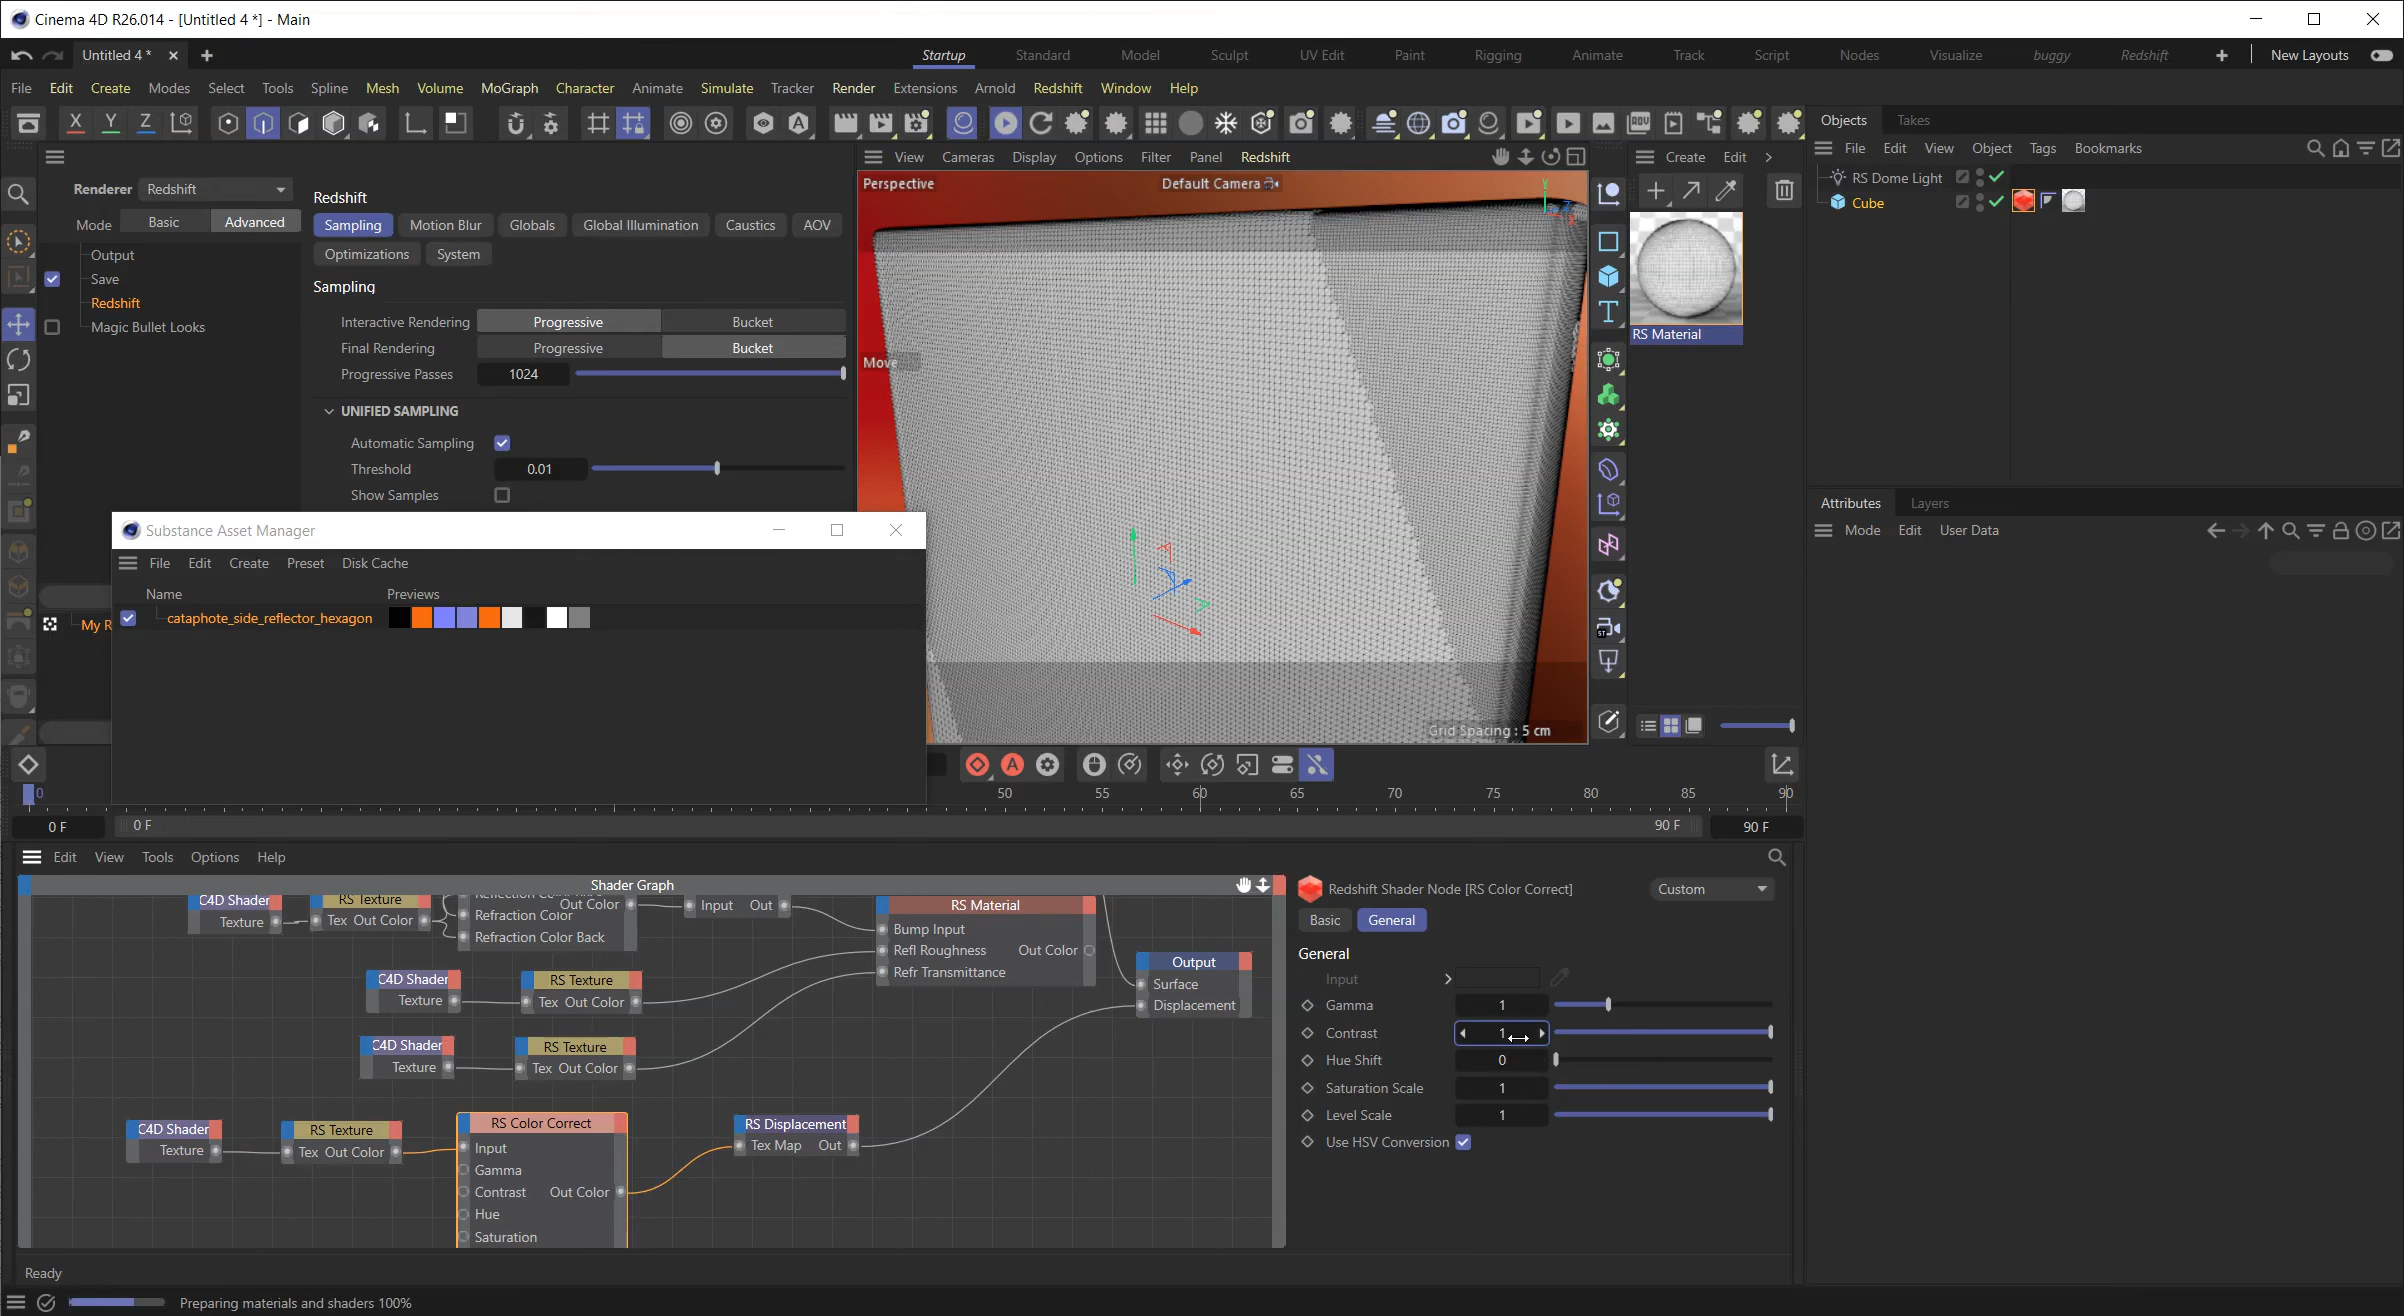 Cinema 4D R26.014 - [Untitled 4 *] - Main
Untitled 4 *
Startup Standard Model Sculpt UV Edit Paint Rigging Animate Track Script Nodes Visualize buggy Redshift New Layouts
File Edit Create Modes Select Tools Spline Mesh Volume MoGraph Character Animate Simulate Tracker Render Extensions Arnold Redshift Window Help
X Y Z
Renderer Redshift
Mode Basic Advanced
Output
Save
Redshift
Magic Bullet Looks
My R
Redshift
Sampling Motion Blur Globals Global Illumination Caustics AOV
Optimizations System
Sampling
Interactive Rendering Progressive Bucket
Final Rendering Progressive Bucket
Progressive Passes 1024
UNIFIED SAMPLING
Automatic Sampling
Threshold 0.01
Show Samples
Substance Asset Manager
File Edit Create Preset Disk Cache
Name Previews
cataphote_side_reflector_hexagon
View Cameras Display Options Filter Panel Redshift
Perspective Default Camera
Y
Move
Grid Spacing : 5 cm
Create Edit
RS Material
Objects Takes
File Edit View Object Tags Bookmarks
RS Dome Light
Cube
Attributes Layers
Mode Edit User Data
0 50 55 60 65 70 75 80 85 90
0 F 0 F 90 F 90 F
Edit View Tools Options Help
Shader Graph
C4D Shader
Texture
RS Texture
Tex Out Color
Out Color
Refraction Color
Refraction Color Back
Input Out
RS Material
Bump Input
Refl Roughness Out Color
Refr Transmittance
Output
Surface
Displacement
C4D Shader
Texture
RS Texture
Tex Out Color
C4D Shader
Texture
RS Texture
Tex Out Color
C4D Shader
Texture
RS Texture
Tex Out Color
RS Color Correct
Input
Gamma
Contrast Out Color
Hue
Saturation
RS Displacement
Tex Map Out
Redshift Shader Node [RS Color Correct] Custom
Basic General
General
Input
Gamma 1
Contrast 1
Hue Shift 0
Saturation Scale 1
Level Scale 1
Use HSV Conversion
Ready
Preparing materials and shaders 100%